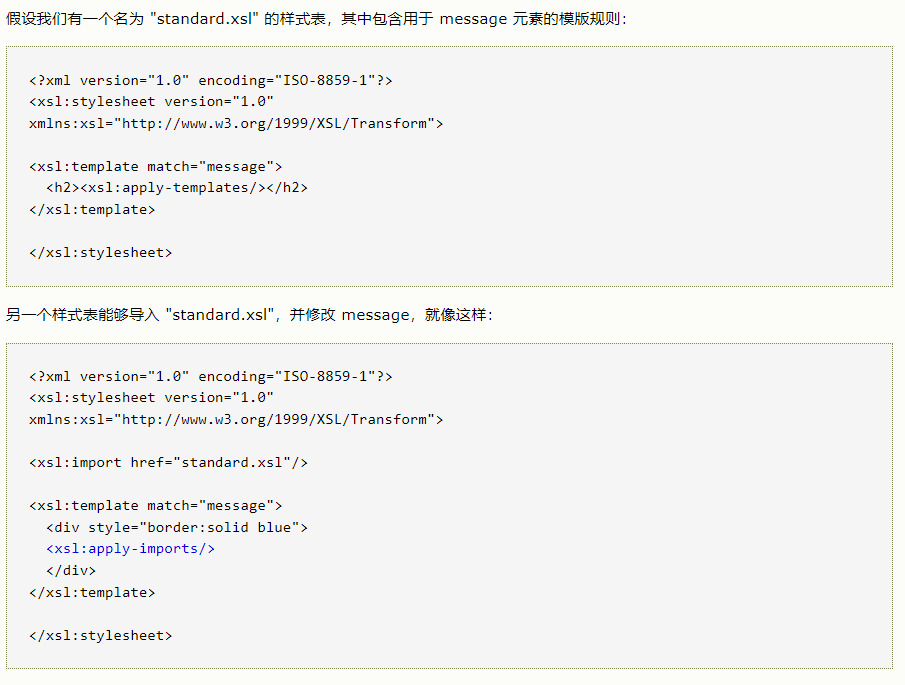 假设我们有一个名为 "standard.xsl" 的样式表，其中包含用于 message 元素的模版规则：
<?xml version="1.0" encoding="ISO-8859-1"?>
<xsl:stylesheet version="1.0"
xmlns:xsl="http://www.w3.org/1999/XSL/Transform">
<xsl:template match="message">
  <h2><xsl:apply-templates/></h2>
</xsl:template>
</xsl:stylesheet>
另一个样式表能够导入 "standard.xsl"，并修改 message，就像这样：
<?xml version="1.0" encoding="ISO-8859-1"?>
<xsl:stylesheet version="1.0"
xmlns:xsl="http://www.w3.org/1999/XSL/Transform">
<xsl:import href="standard.xsl"/>
<xsl:template match="message">
  <div style="border:solid blue">
  <xsl:apply-imports/>
  </div>
</xsl:template>
</xsl:stylesheet>